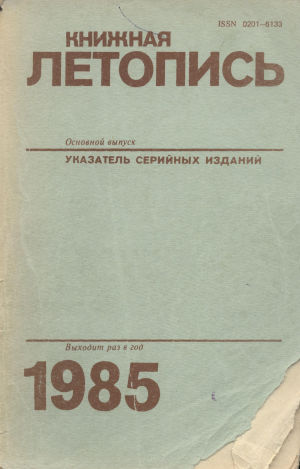 ISSN 0201-6133
КНИЖНАЯ
ЛЕТОПИСЬ
Основной выпуск
УКАЗАТЕЛЬ СЕРИЙНЫХ ИЗДАНИЙ
Выходит раз в год
1985